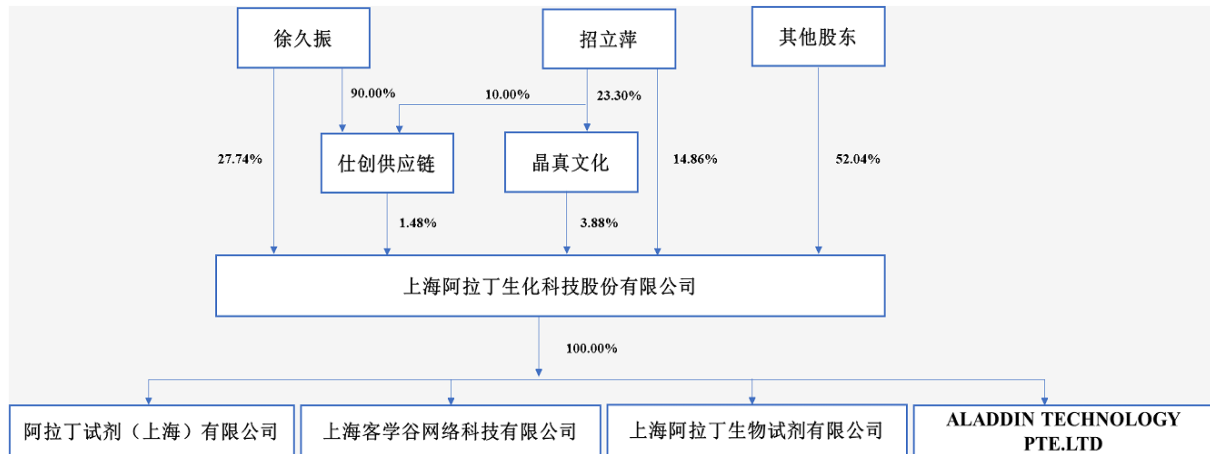 徐久振
招立萍
其他股东
90.00%
10.00%
23.30%
27.74%
仕创供应链
晶真文化
14.86%
52.04%
1.48%
3.88%
上海阿拉丁生化科技股份有限公司
100.00%
阿拉丁试剂（上海）有限公司
上海客学谷网络科技有限公司
上海阿拉丁生物试剂有限公司
ALADDIN TECHNOLOGY
PTE.LTD